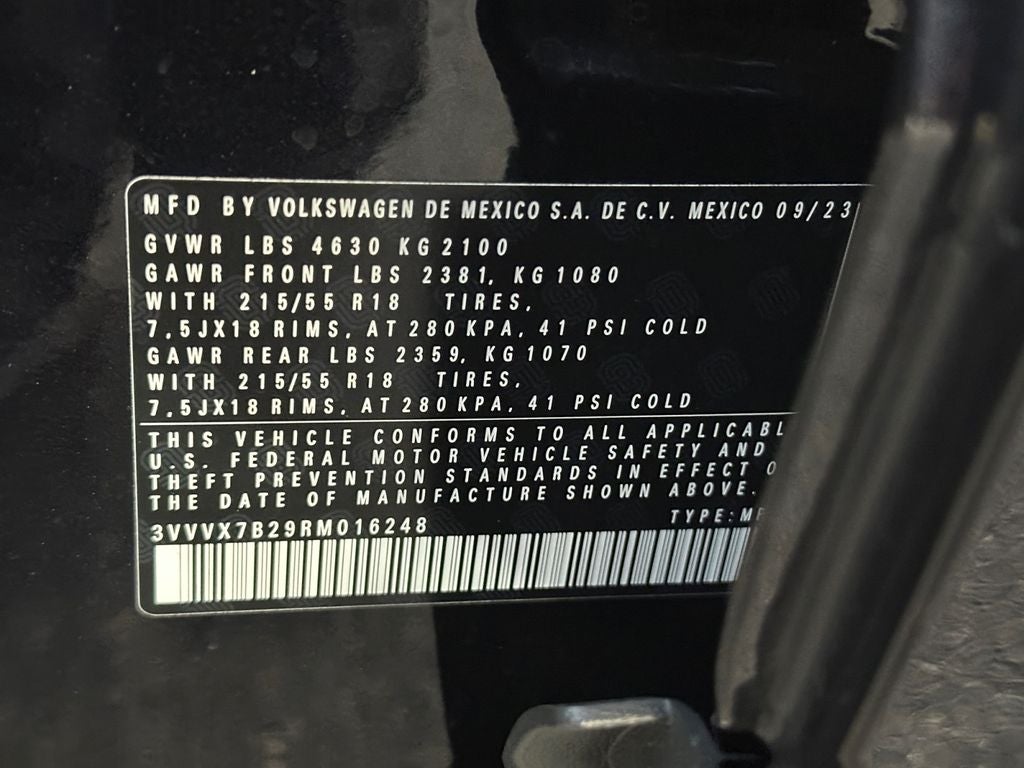 MFD BY VOLKSWAGEN DE MEXICO S.A. DE C.V. MEXICO 09/23
GVWR LBS 4630 KG 2100
GAWR FRONT LBS 2381, KG 1080
WITH 215/55 R18 TIRES,
7,5JX18 RIMS, AT 280 KPA, 41 PSI COLD
GAWR REAR LBS 2359, KG 1070
WITH 215/55 R18 TIRES,
7,5JX18 RIMS, AT 280 KPA, 41 PSI COLD
THIS VEHICLE CONFORMS TO ALL APPLICABL
U.S. FEDERAL MOTOR VEHICLE SAFETY AND
THEFT PREVENTION STANDARDS IN EFFECT O
THE DATE OF MANUFACTURE SHOWN ABOVE.
3VVVX7B29RM016248 TYPE:MP